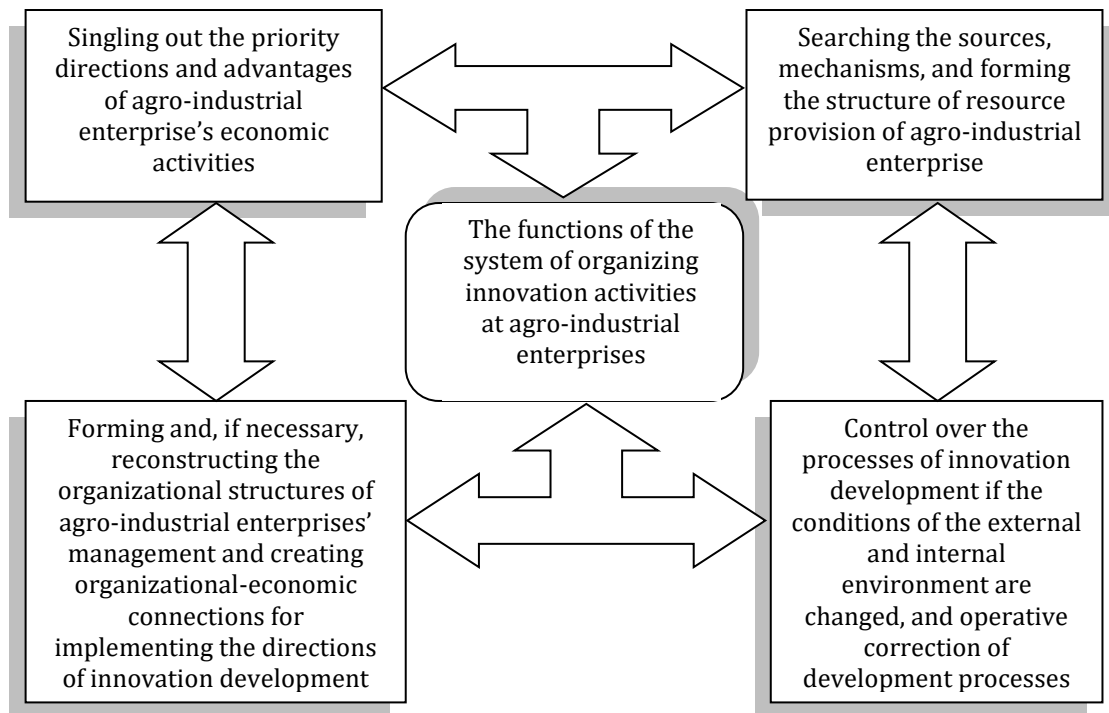 Singling out the priority
directions and advantages
of agro-industrial
enterprise’s economic
activities
Searching the sources,
mechanisms, and forming
the structure of resource
provision of agro-industrial
enterprise
The functions of the
system of organizing
innovation activities
at agro-industrial
enterprises
Forming and, if necessary,
reconstructing the
organizational structures of
agro-industrial enterprises’
management and creating
organizational-economic
connections for
implementing the directions
of innovation development
Control over the
processes of innovation
development if the
conditions of the external
and internal
environment are
changed, and operative
correction of
development processes